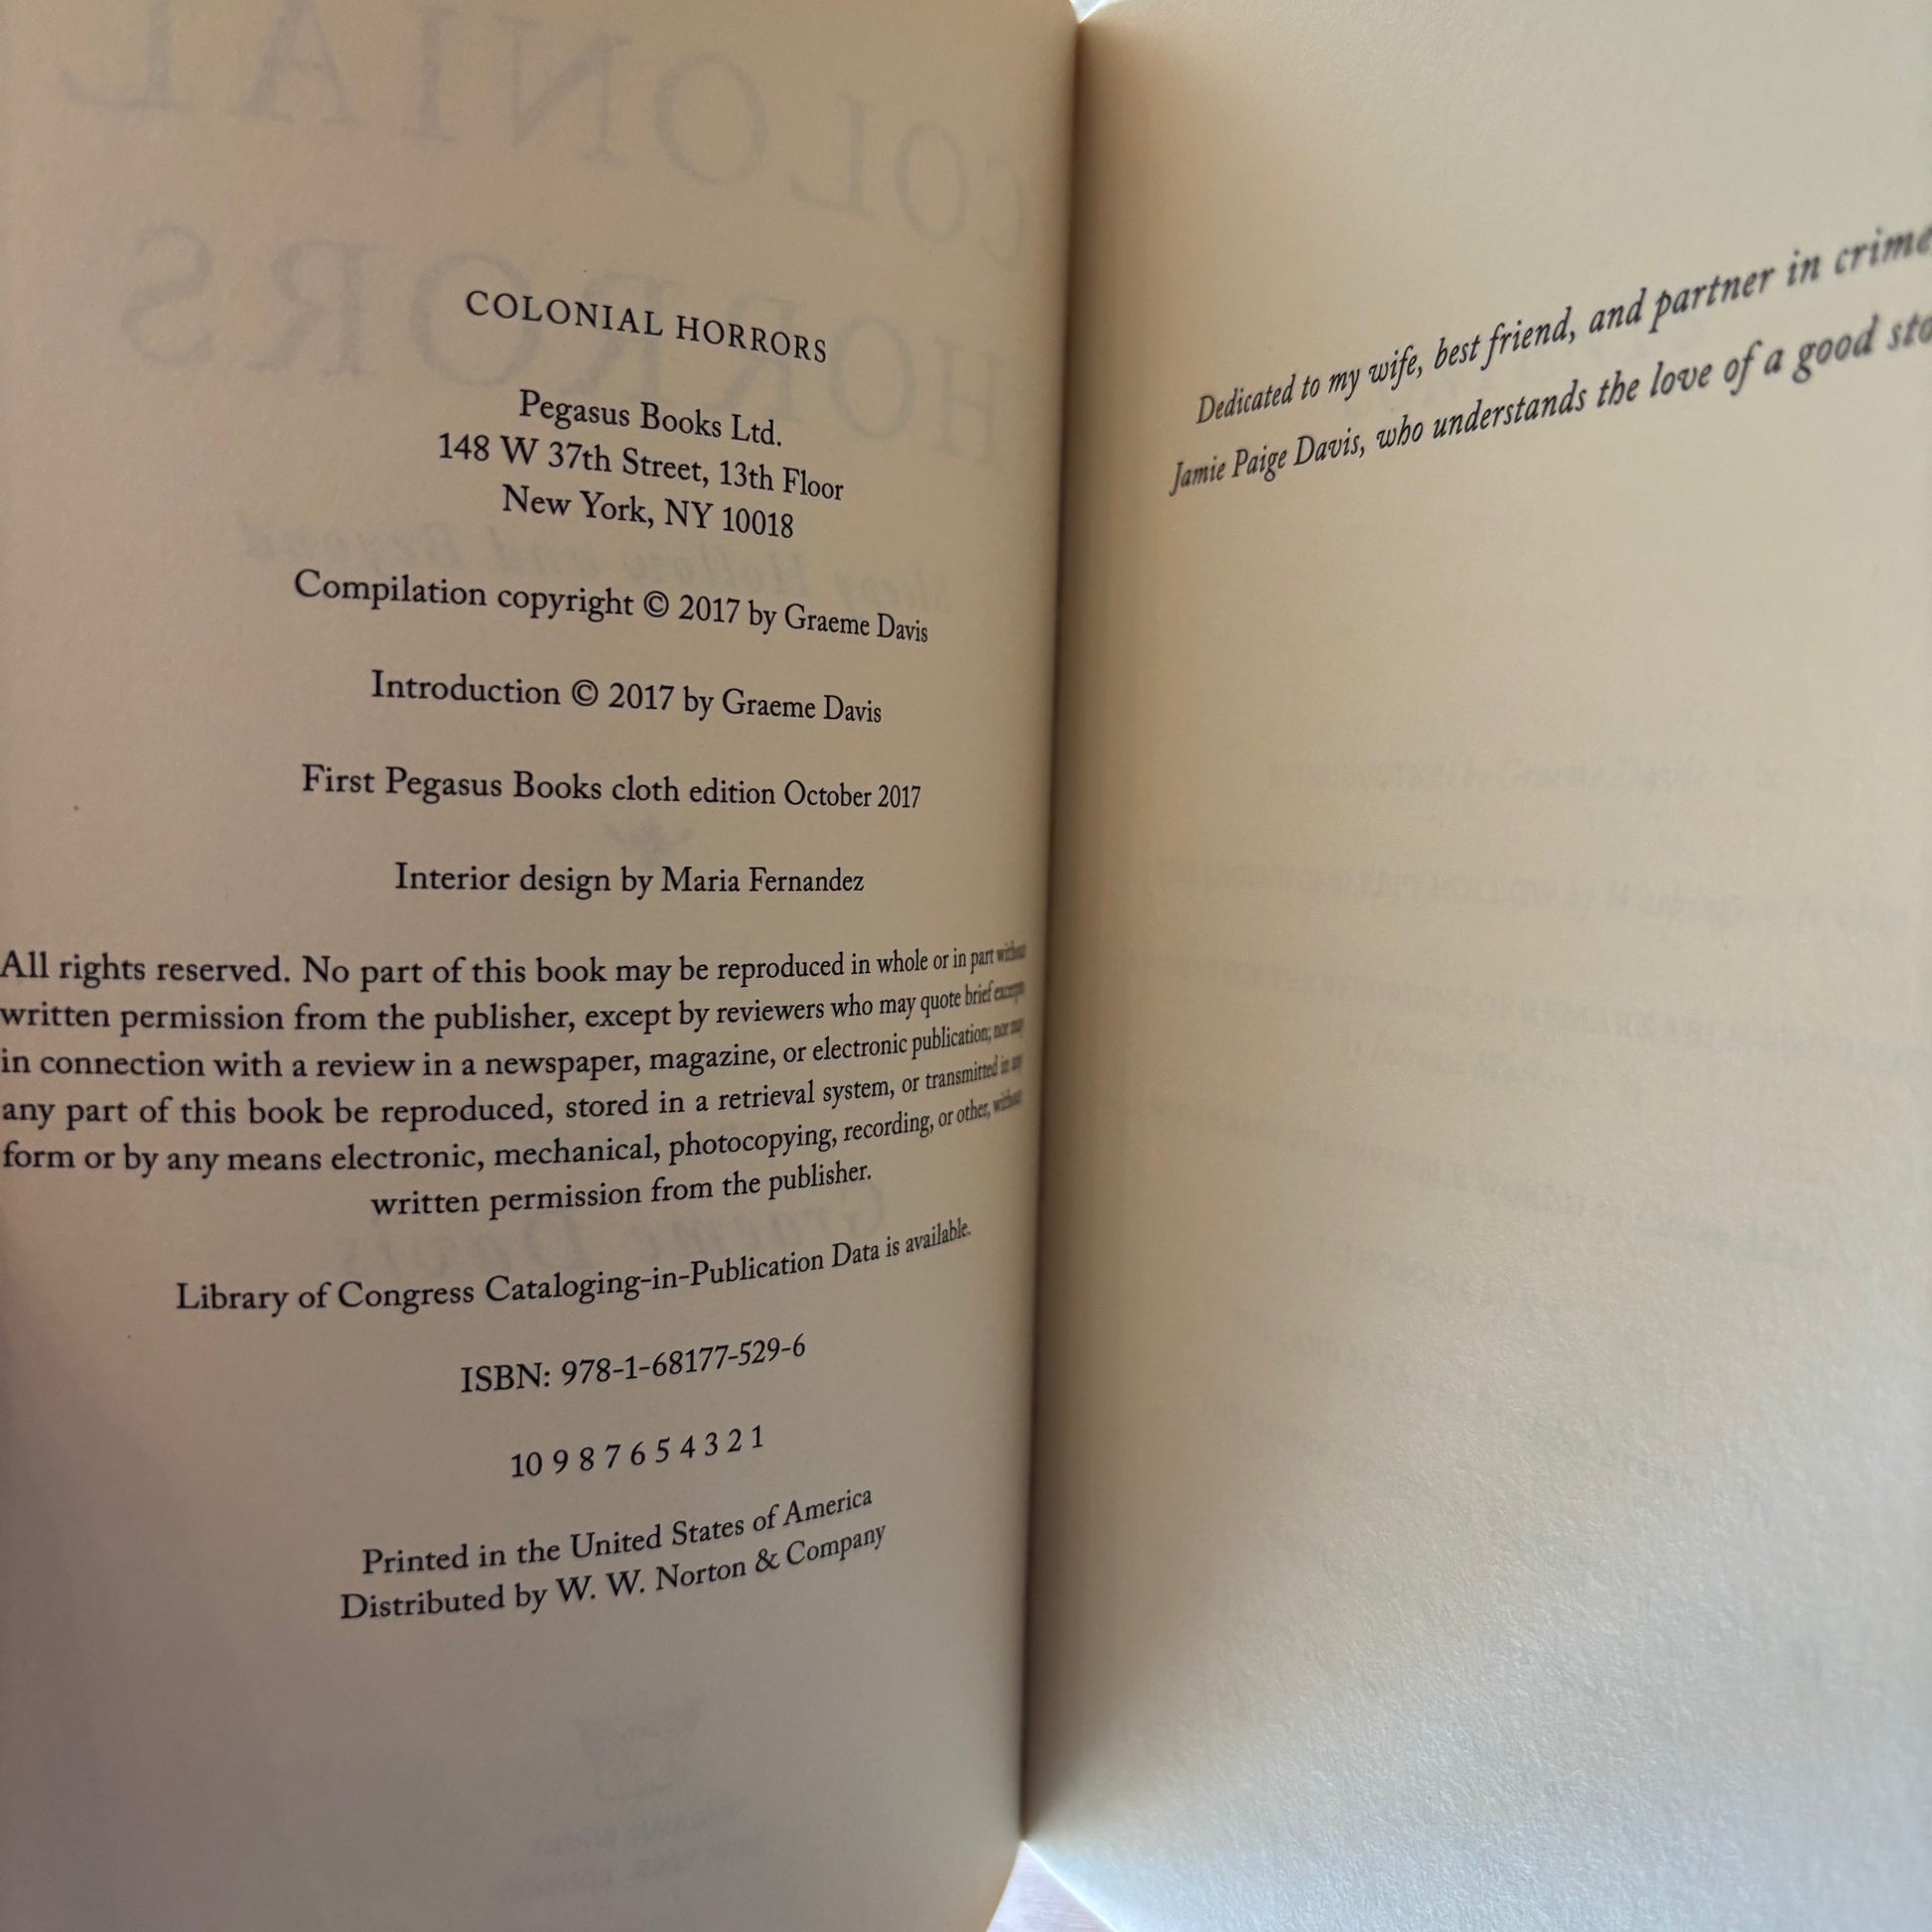 COLONIAL HORRORS
Pegasus Books Ltd.
148 W 37th Street, 13th Floor
New York, NY 10018
Compilation copyright © 2017 by Graeme Davis
Introduction © 2017 by Graeme Davis
First Pegasus Books cloth edition October 2017
Interior design by Maria Fernandez
All rights reserved. No part of this book may be reproduced in whole or in part without
written permission from the publisher, except by reviewers who may quote brief
in connection with a review in a newspaper, magazine, or electronic publication; nor may
any part of this book be reproduced, stored in a retrieval system, or transmitted in any
form or by any means electronic, mechanical, photocopying, recording, or other, without
written permission from the publisher.
Library of Congress Cataloging-in-Publication Data is available.
ISBN: 978-1-68177-529-6
10 9 8 7 6 5 4 3 2 1
Printed in the United States of America
Distributed by W. W. Norton & Company
Dedicated to my wife, best friend, and partner in crime
Jamie Paige Davis, who understands the love of a good sto